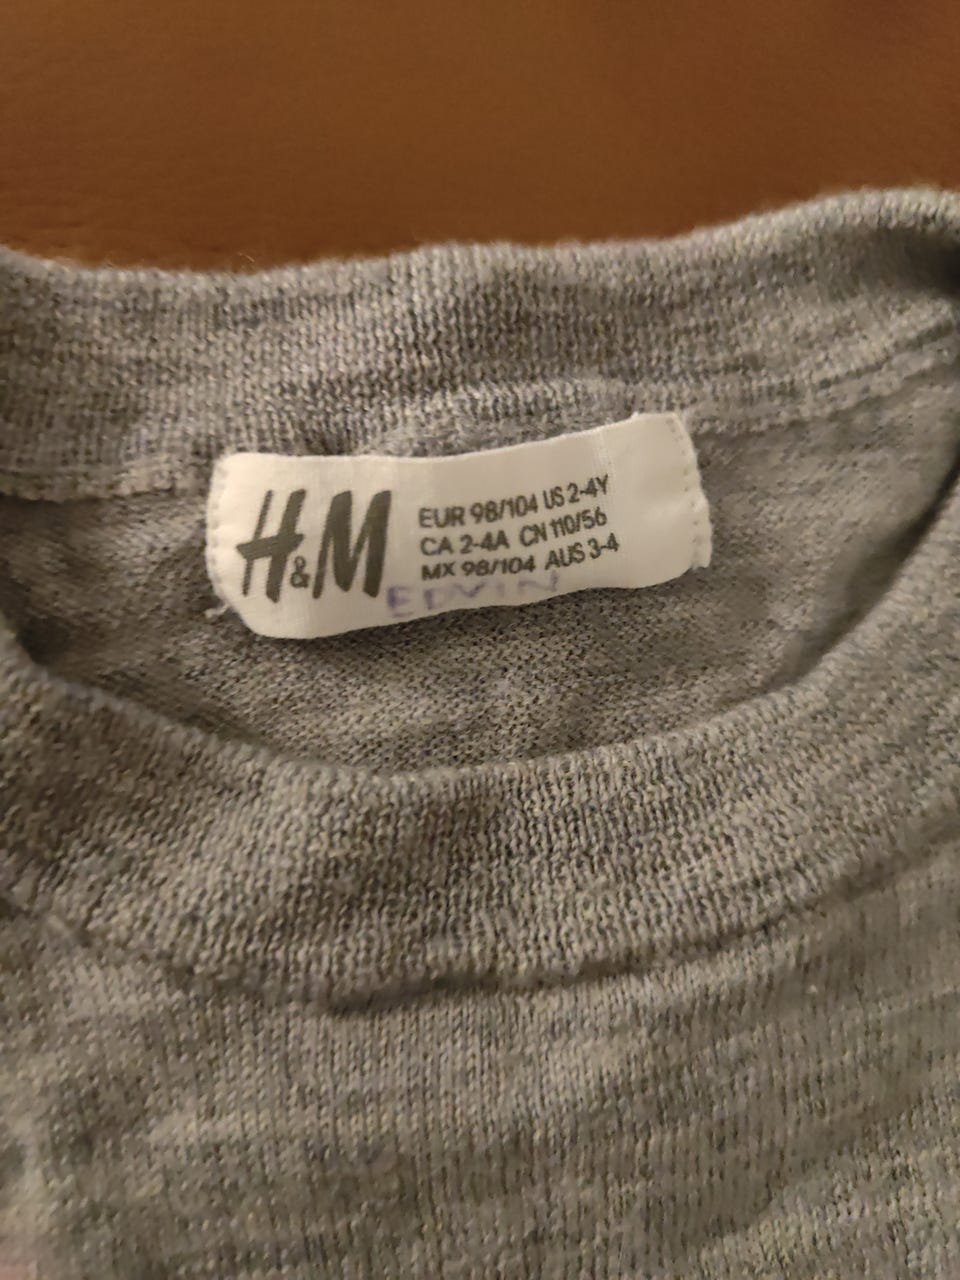 H&M
EUR 98/104 US 2-4Y
CA 2-4A CN 110/56
MX 98/104 AUS 3-4
EDVIN